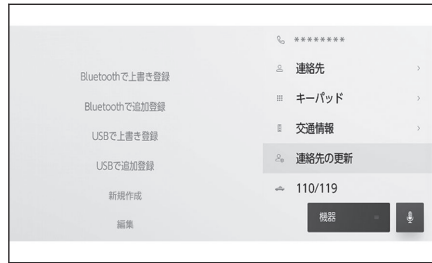 Bluetoothで上書き登録
Bluetoothで追加登録
USBで上書き登録
USBで追加登録
新規作成
編集
********
連絡先
キーパッド
交通情報
連絡先の更新
110/119
機器